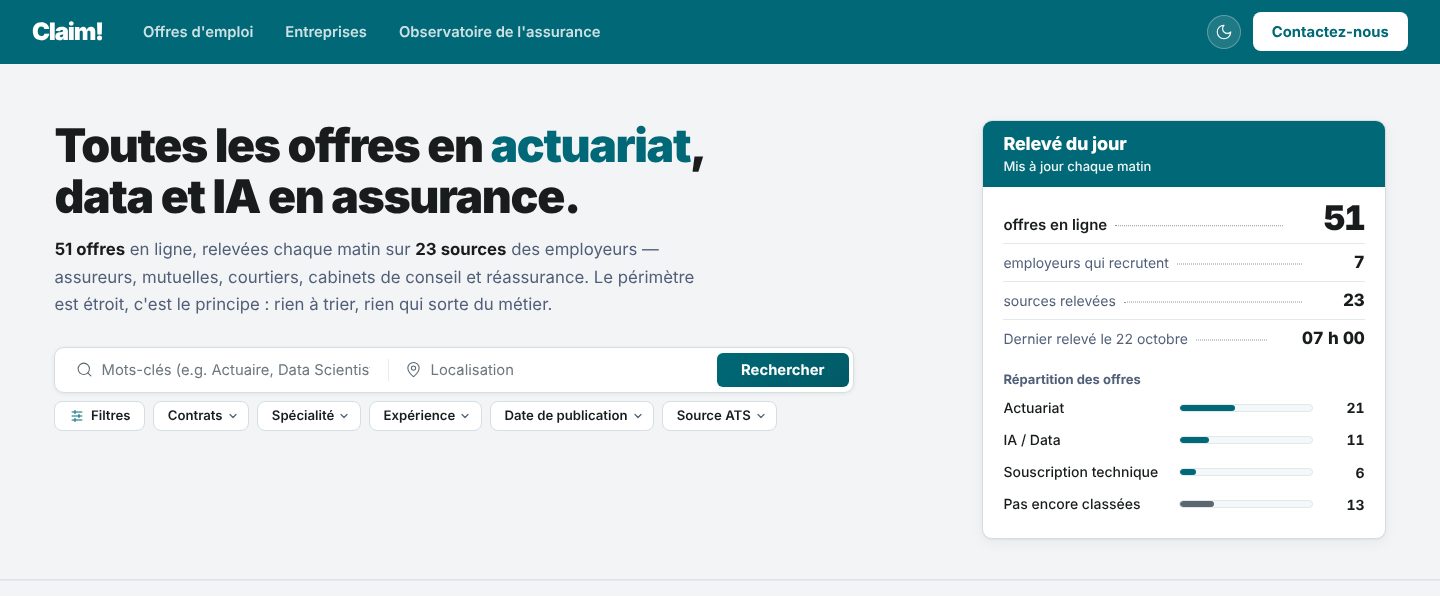 Claim!
Offres d'emploi
Entreprises
Observatoire de l'assurance
Contactez-nous
Toutes les offres en actuariat,
data et IA en assurance.
51 offres en ligne, relevées chaque matin sur 23 sources des employeurs —
assureurs, mutuelles, courtiers, cabinets de conseil et réassurance. Le périmètre
est étroit, c'est le principe : rien à trier, rien qui sorte du métier.
Mots-clés (e.g. Actuaire, Data Scientis
Localisation
Rechercher
Filtres
Contrats
Spécialité
Expérience
Date de publication
Source ATS
Relevé du jour
Mis à jour chaque matin
offres en ligne 51
employeurs qui recrutent 7
sources relevées 23
Dernier relevé le 22 octobre 07 h 00
Répartition des offres
Actuariat 21
IA / Data 11
Souscription technique 6
Pas encore classées 13